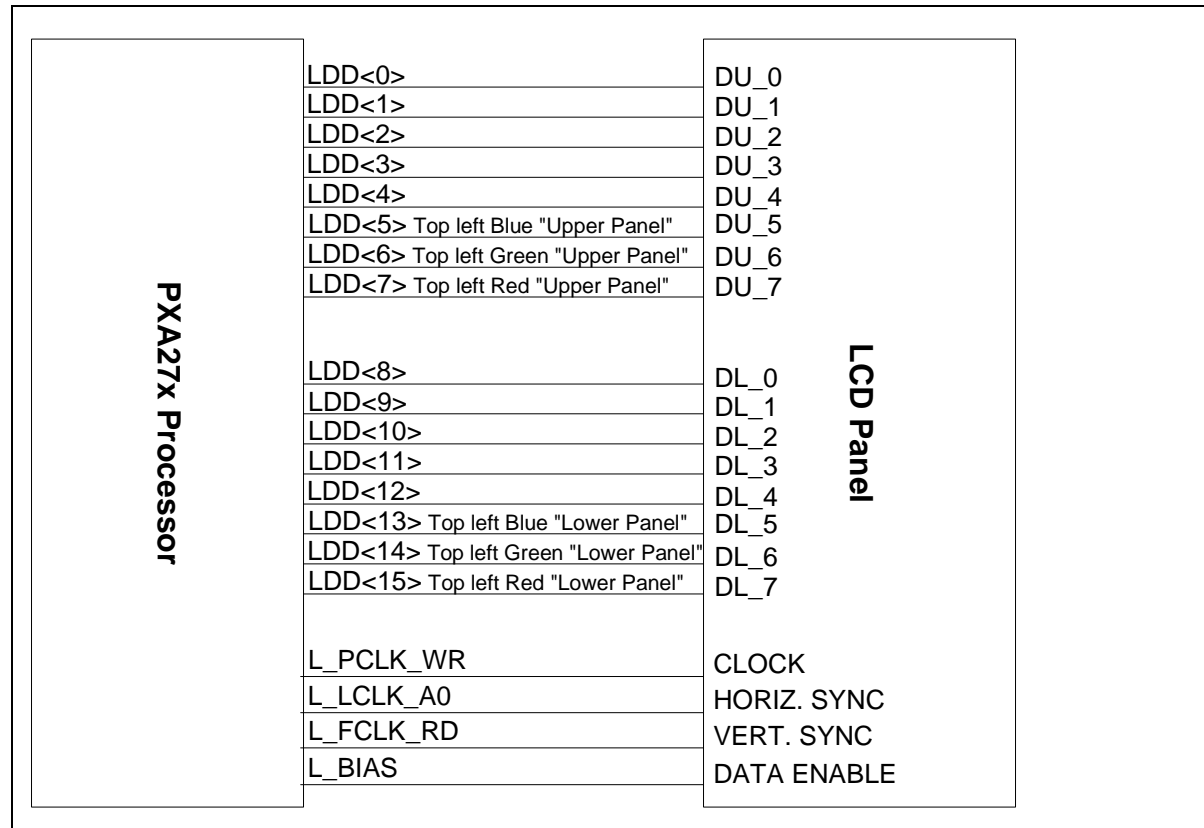 PXA27x Processor
LDD<0> DU_0
LDD<1> DU_1
LDD<2> DU_2
LDD<3> DU_3
LDD<4> DU_4
LDD<5> Top left Blue "Upper Panel" DU_5
LDD<6> Top left Green "Upper Panel" DU_6
LDD<7> Top left Red "Upper Panel" DU_7
LCD Panel
LDD<8> DL_0
LDD<9> DL_1
LDD<10> DL_2
LDD<11> DL_3
LDD<12> DL_4
LDD<13> Top left Blue "Lower Panel" DL_5
LDD<14> Top left Green "Lower Panel" DL_6
LDD<15> Top left Red "Lower Panel" DL_7
L_PCLK_WR CLOCK
L_LCLK_A0 HORIZ. SYNC
L_FCLK_RD VERT. SYNC
L_BIAS DATA ENABLE